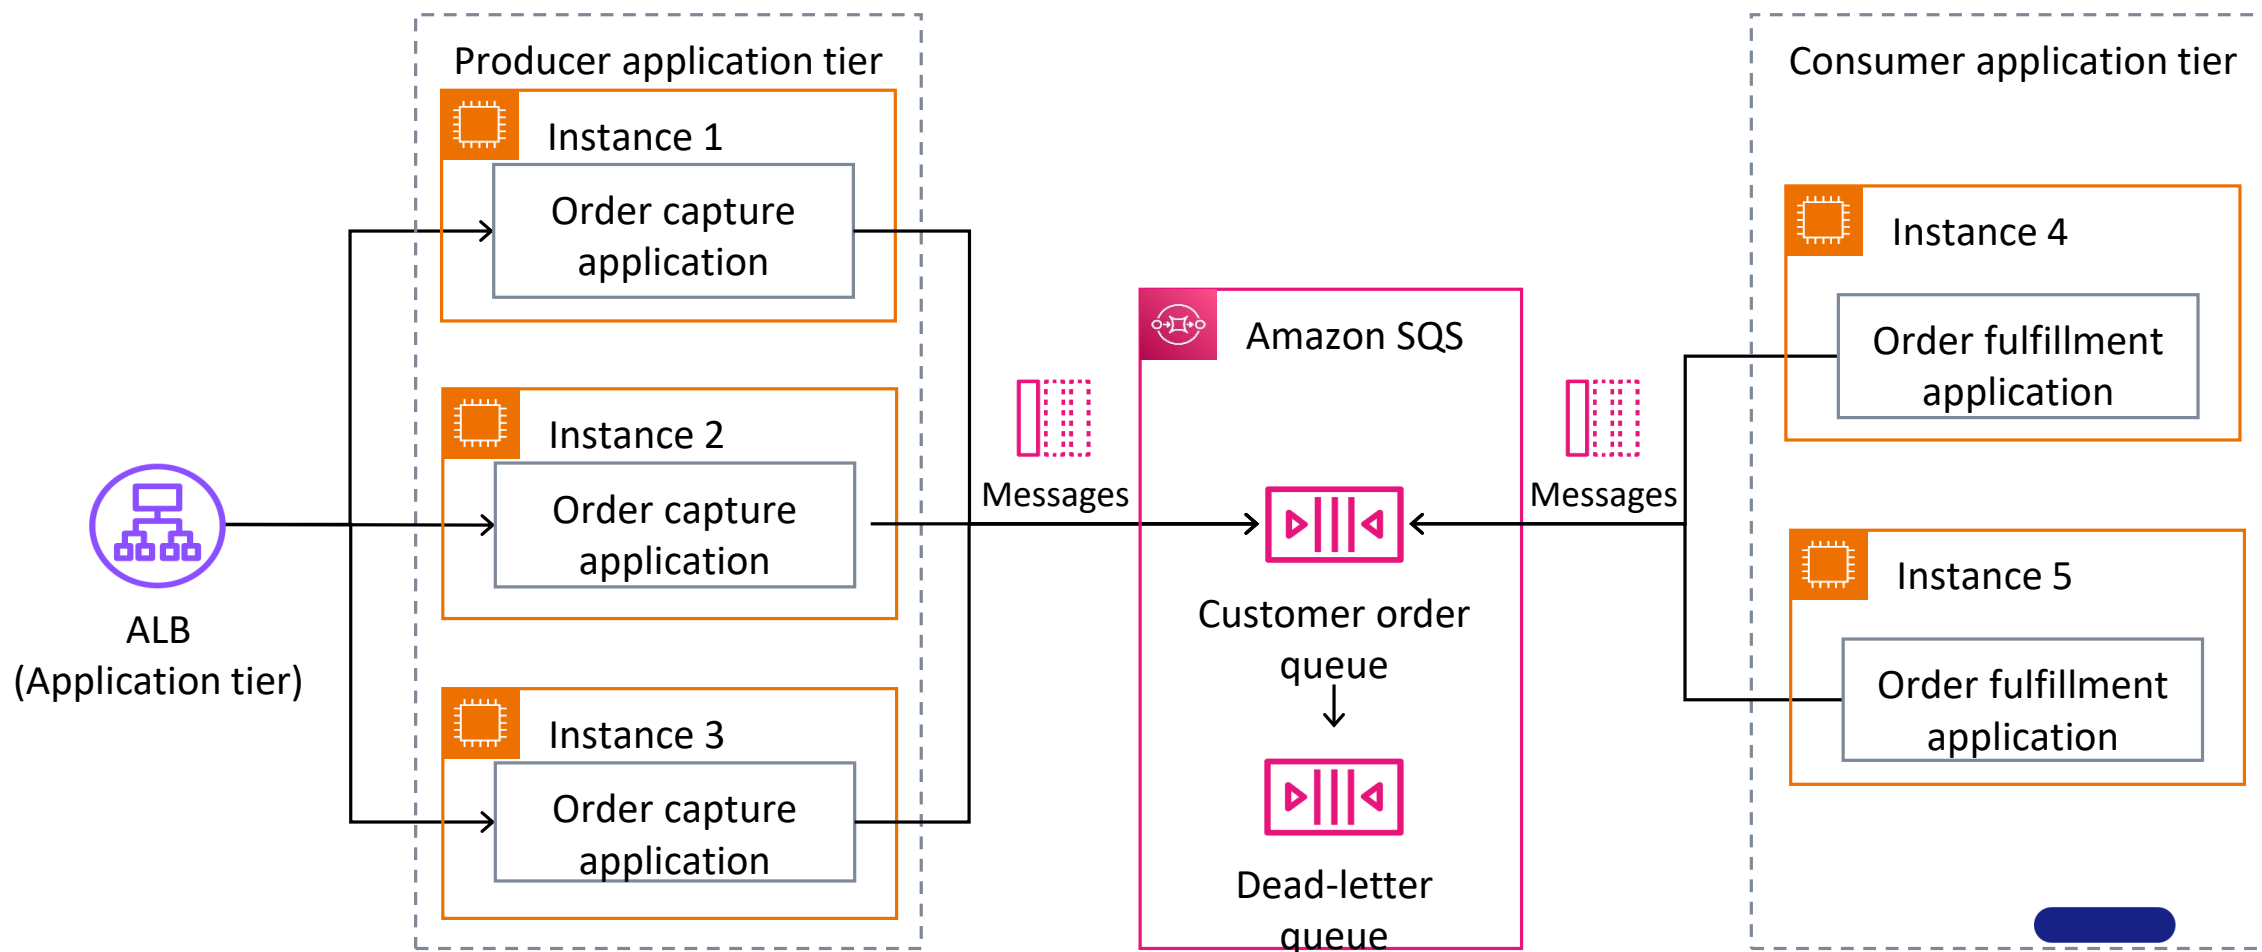 Producer application tier
Instance 1
Order capture
application
Instance 2
Order capture
application
Instance 3
Order capture
application
ALB
(Application tier)
Messages
Amazon SQS
Customer order
queue
Dead-letter
queue
Messages
Consumer application tier
Instance 4
Order fulfillment
application
Instance 5
Order fulfillment
application